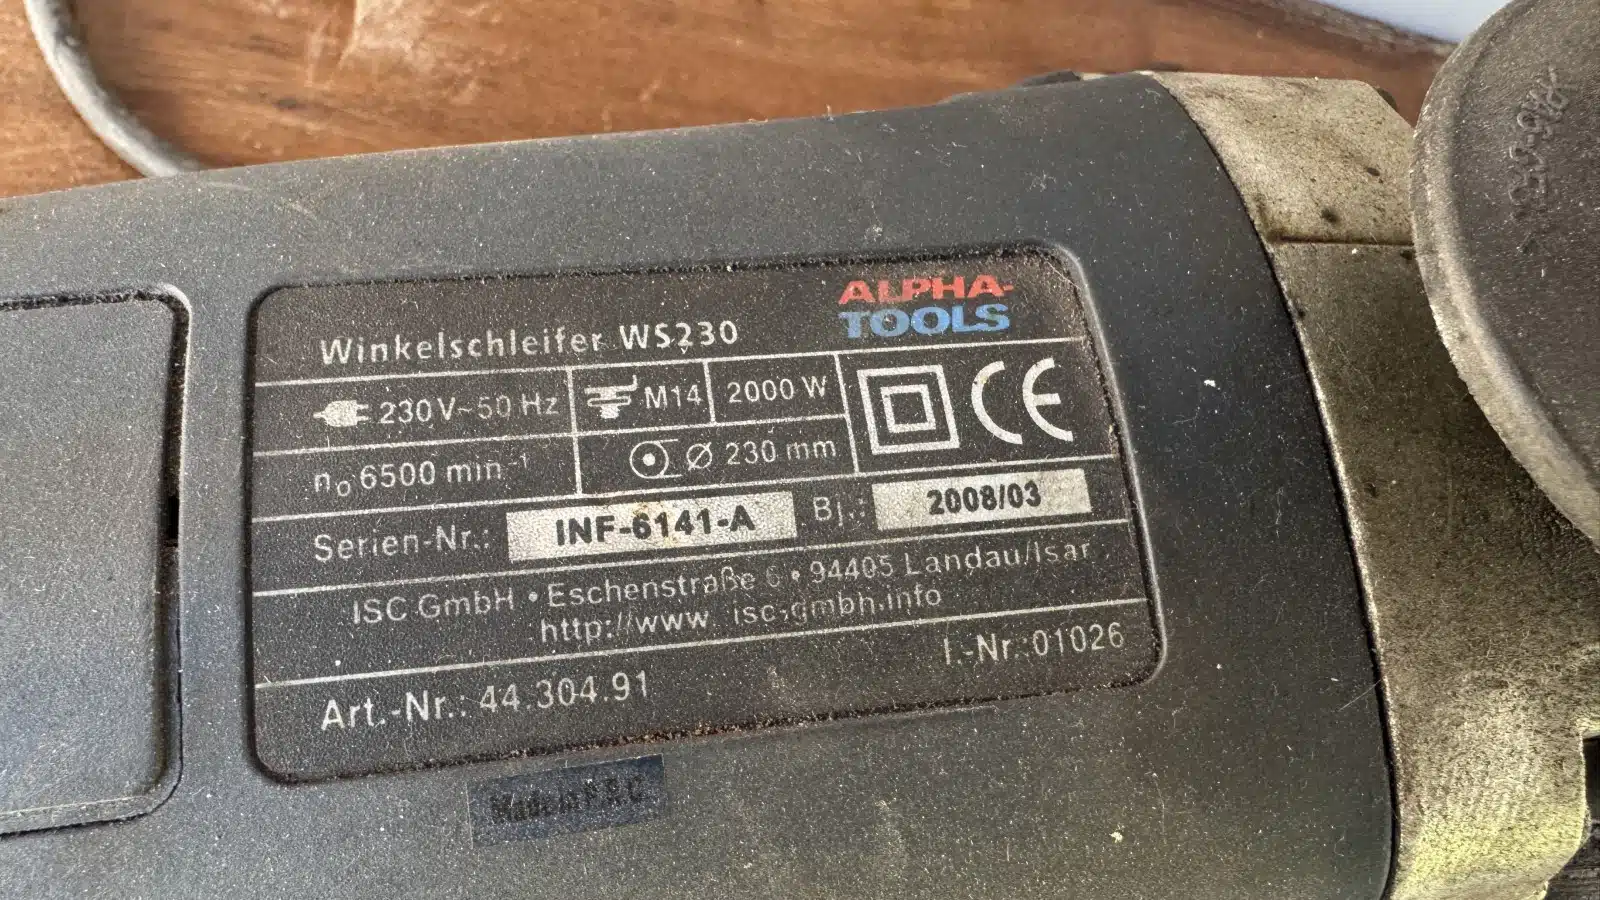 Winkelschleifer WS230
ALPHA-
TOOLS
230 V~50 Hz
M14
2000 W
CE
n₀ 6500 min⁻¹
Ø 230 mm
Serien-Nr.: INF-6141-A Bj.: 2008/03
ISC GmbH • Eschenstraße 6 • 94405 Landau/Isar
http://www.isc-gmbh.info
Art.-Nr.: 44.304.91
I.-Nr.:01026
Made in P.R.C